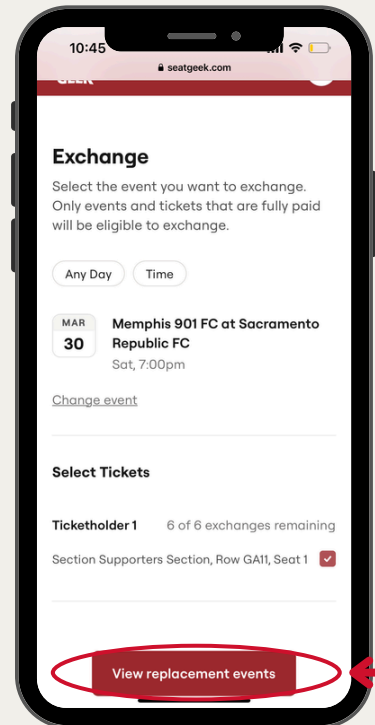 10:45
seatgeek.com
GEEK
Exchange
Select the event you want to exchange.
Only events and tickets that are fully paid
will be eligible to exchange.
Any Day Time
MAR
30
Memphis 901 FC at Sacramento
Republic FC
Sat, 7:00pm
Change event
Select Tickets
Ticketholder 1 6 of 6 exchanges remaining
Section Supporters Section, Row GA11, Seat 1
View replacement events